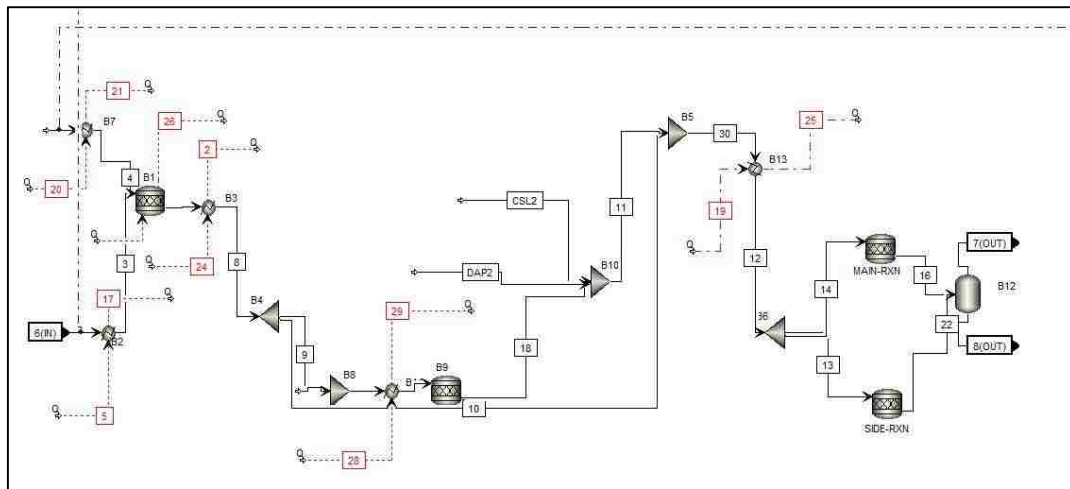 21
Q
B7
26
Q
2
Q
B5
30
25
Q
B13
20
Q
4
B1
B3
CSL2
11
19
Q
Q
3
24
Q
8
DAP2
B10
12
MAIN-RXN
16
7(OUT)
17
Q
B4
29
Q
14
B12
6(IN)
B2
9
18
22
B8
B9
13
8(OUT)
5
Q
10
SIDE-RXN
28
Q